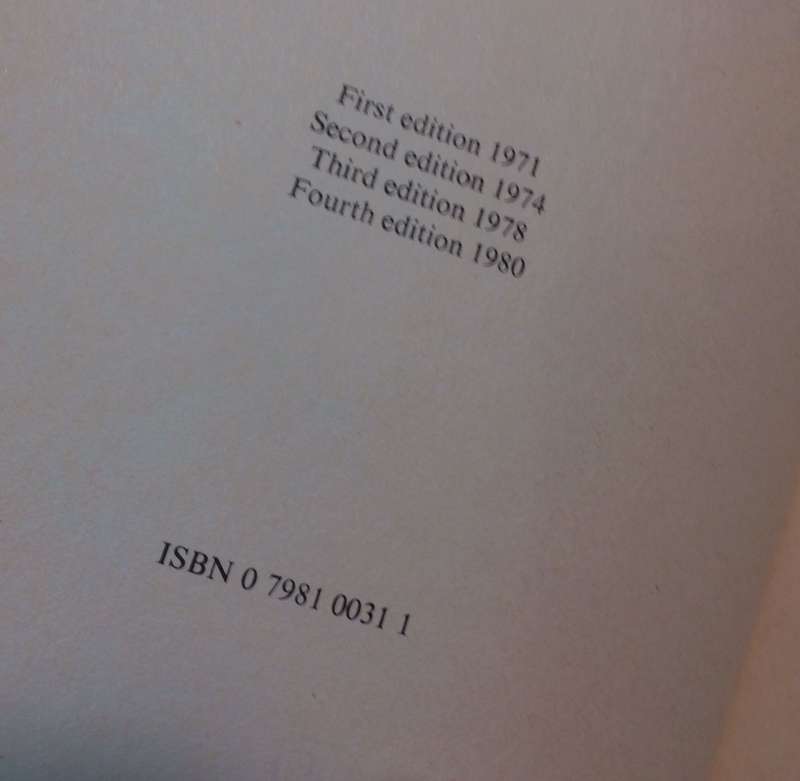 First edition 1971
Second edition 1974
Third edition 1978
Fourth edition 1980
ISBN 0 7981 0031 1